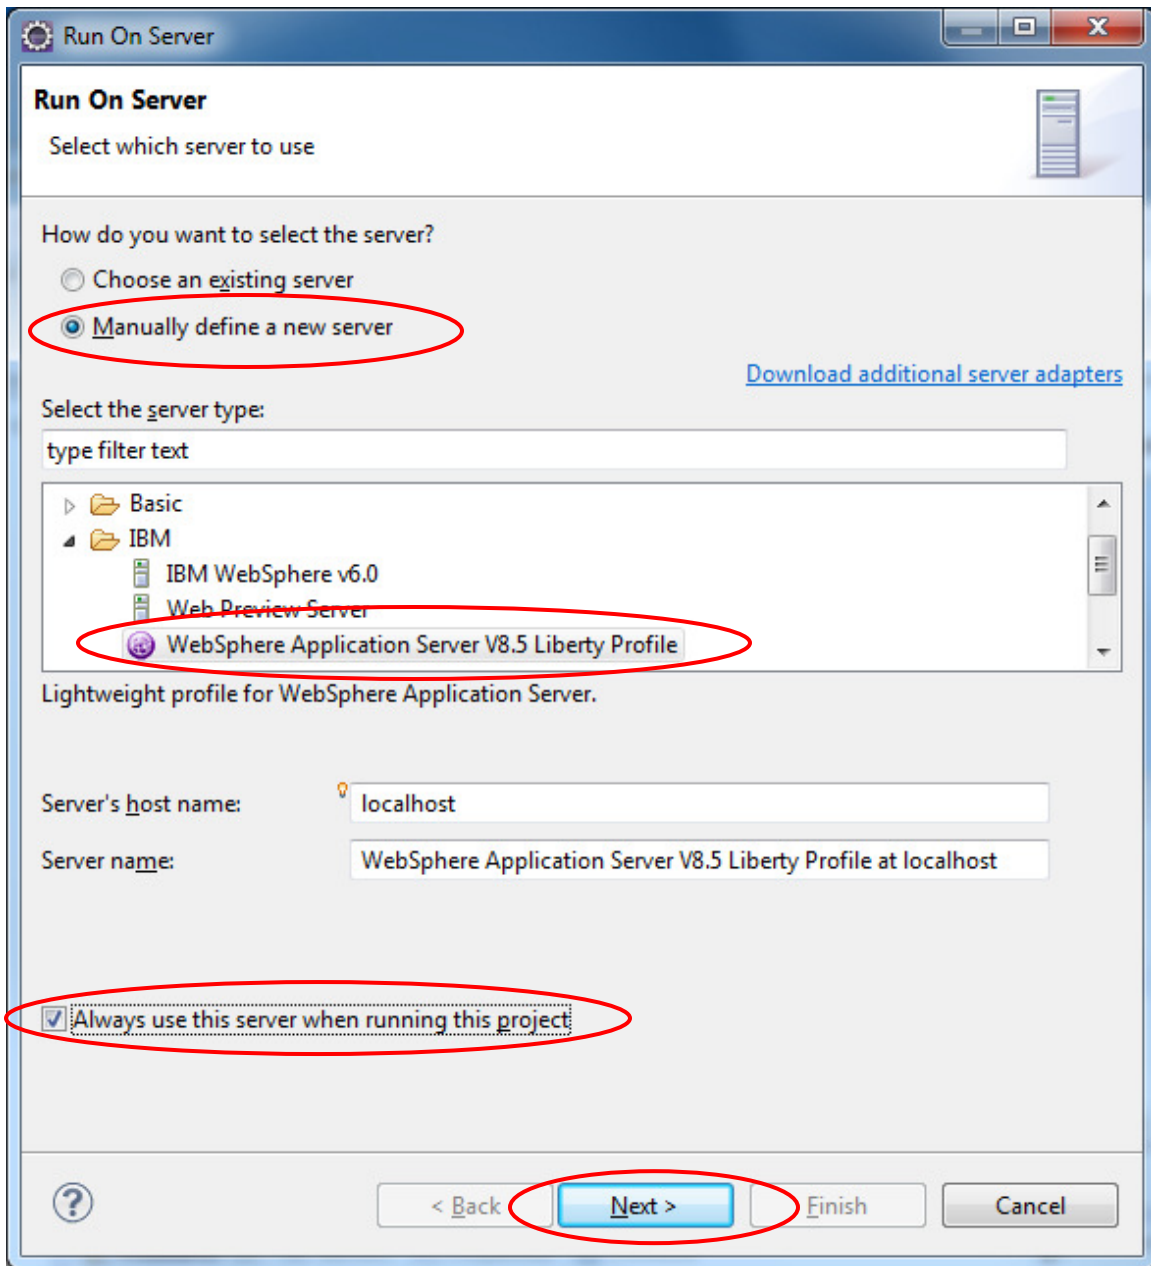 Run On Server
Run On Server
Select which server to use
How do you want to select the server?
Choose an existing server
Manually define a new server
Download additional server adapters
Select the server type:
type filter text
Basic
IBM
IBM WebSphere v6.0
Web Preview Server
WebSphere Application Server V8.5 Liberty Profile
Lightweight profile for WebSphere Application Server.
Server's host name: localhost
Server name: WebSphere Application Server V8.5 Liberty Profile at localhost
Always use this server when running this project
? < Back Next > Finish Cancel